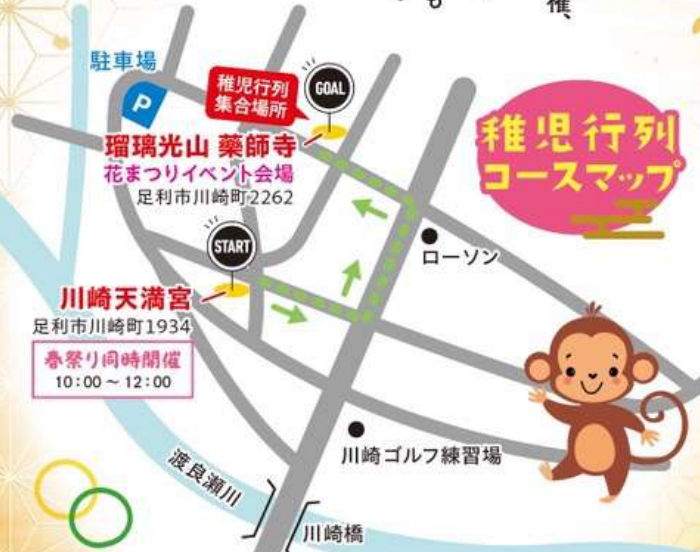 催、
も
駐車場
P
稚児行列
集合場所
GOAL
瑠璃光山 薬師寺
花まつりイベント会場
足利市川崎町2262
稚児行列
コースマップ
START
ローソン
川崎天満宮
足利市川崎町1934
春祭り同時開催
10:00~12:00
川崎ゴルフ練習場
渡良瀬川
川崎橋